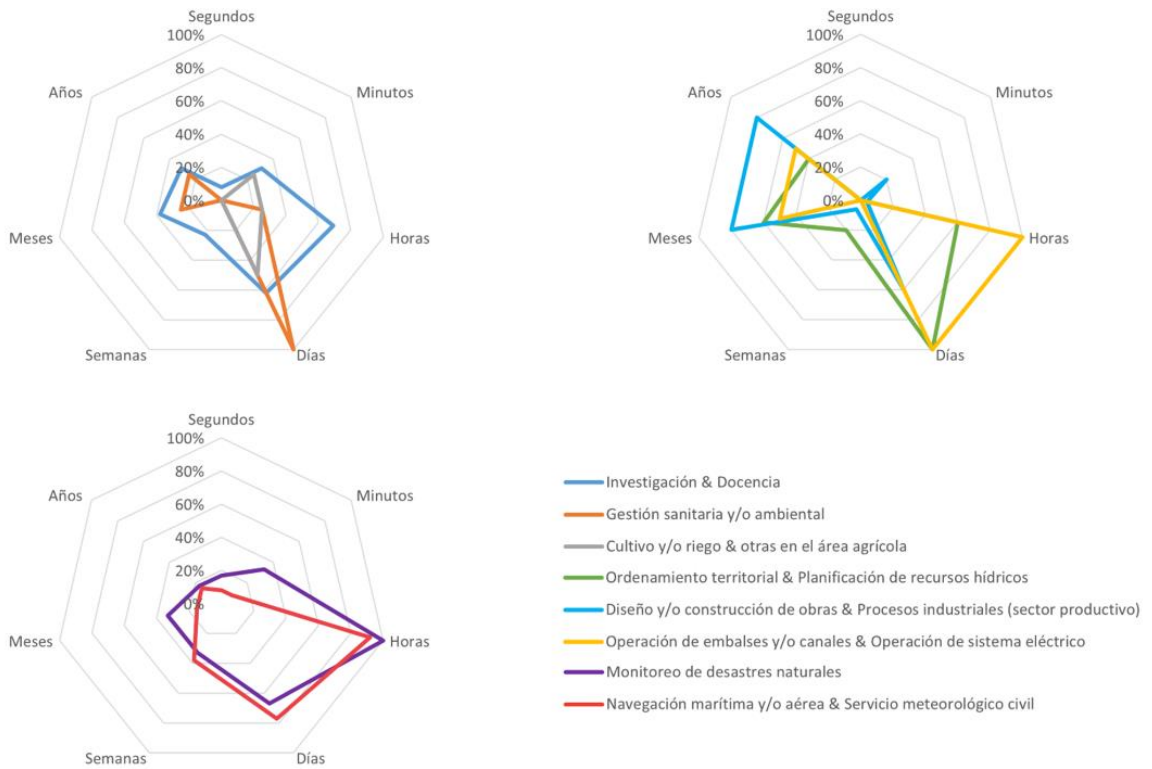 Segundos
100%
80%
60%
40%
20%
0%
Minutos
Horas
Días
Semanas
Meses
Años
Segundos
100%
80%
60%
40%
20%
0%
Minutos
Horas
Días
Semanas
Meses
Años
Segundos
100%
80%
60%
40%
20%
0%
Minutos
Horas
Días
Semanas
Meses
Años
Investigación & Docencia
Gestión sanitaria y/o ambiental
Cultivo y/o riego & otras en el área agrícola
Ordenamiento territorial & Planificación de recursos hídricos
Diseño y/o construcción de obras & Procesos industriales (sector productivo)
Operación de embalses y/o canales & Operación de sistema eléctrico
Monitoreo de desastres naturales
Navegación marítima y/o aérea & Servicio meteorológico civil